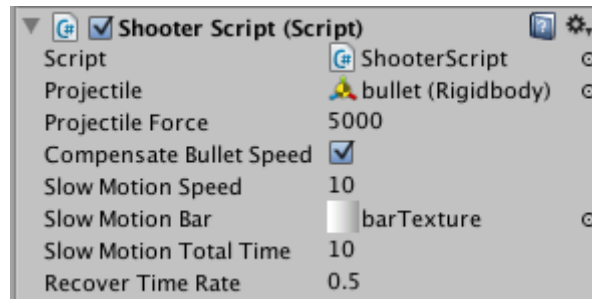 Shooter Script (Script)
Script ShooterScript
Projectile bullet (Rigidbody)
Projectile Force 5000
Compensate Bullet Speed
Slow Motion Speed 10
Slow Motion Bar barTexture
Slow Motion Total Time 10
Recover Time Rate 0.5